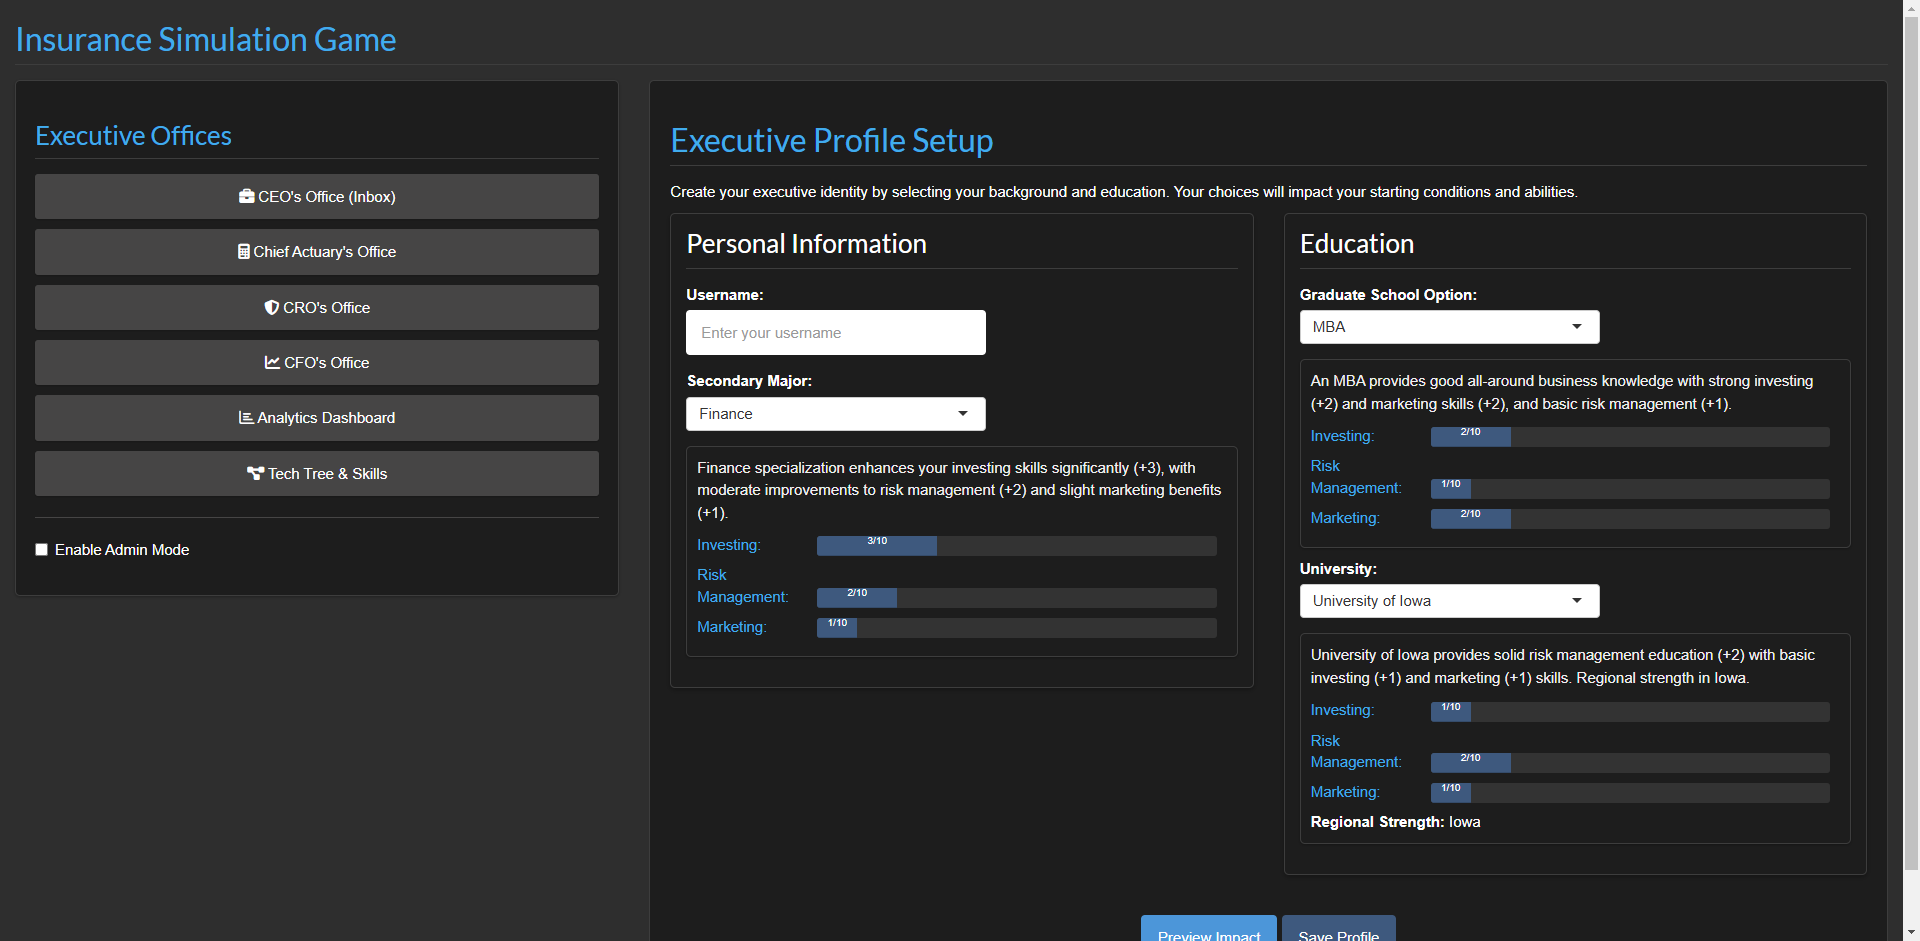 Insurance Simulation Game
Executive Offices
CEO's Office (Inbox)
Chief Actuary's Office
CRO's Office
CFO's Office
Analytics Dashboard
Tech Tree & Skills
Enable Admin Mode
Executive Profile Setup
Create your executive identity by selecting your background and education. Your choices will impact your starting conditions and abilities.
Personal Information
Username:
Enter your username
Secondary Major:
Finance
Finance specialization enhances your investing skills significantly (+3), with
moderate improvements to risk management (+2) and slight marketing benefits
(+1).
Investing:
3/10
Risk
Management:
2/10
Marketing:
1/10
Education
Graduate School Option:
MBA
An MBA provides good all-around business knowledge with strong investing
(+2) and marketing skills (+2), and basic risk management (+1).
Investing:
2/10
Risk
Management:
1/10
Marketing:
2/10
University:
University of Iowa
University of Iowa provides solid risk management education (+2) with basic
investing (+1) and marketing (+1) skills. Regional strength in Iowa.
Investing:
1/10
Risk
Management:
2/10
Marketing:
1/10
Regional Strength: Iowa
Preview Impact
Save Profile